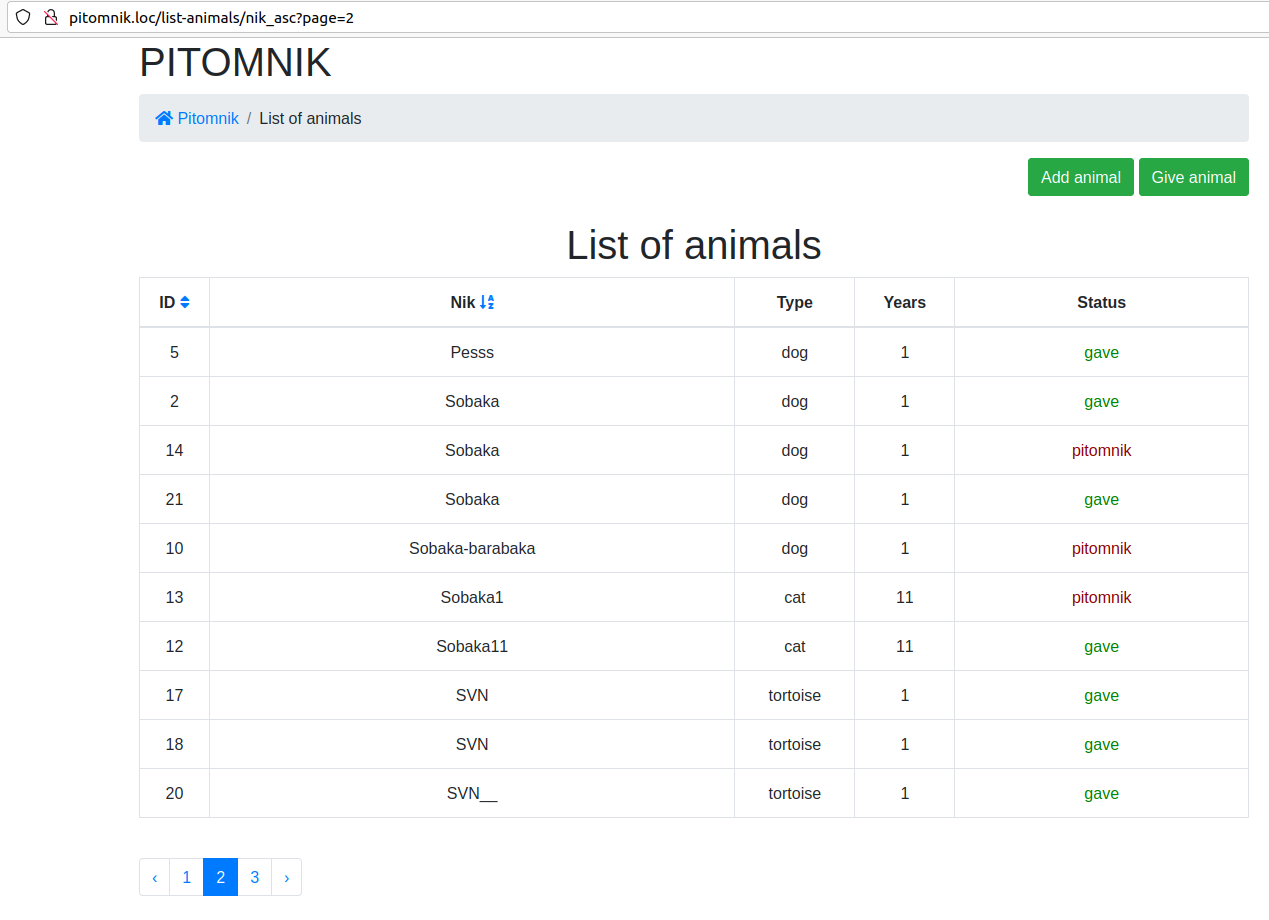 pitomnik.loc/list-animals/nik_asc?page=2
PITOMNIK
Pitomnik / List of animals
Add animal Give animal
List of animals
ID Nik Type Years Status
5 Pesss dog 1 gave
2 Sobaka dog 1 gave
14 Sobaka dog 1 pitomnik
21 Sobaka dog 1 gave
10 Sobaka-barabaka dog 1 pitomnik
13 Sobaka1 cat 11 pitomnik
12 Sobaka11 cat 11 gave
17 SVN tortoise 1 gave
18 SVN tortoise 1 gave
20 SVN__ tortoise 1 gave
‹ 1 2 3 ›